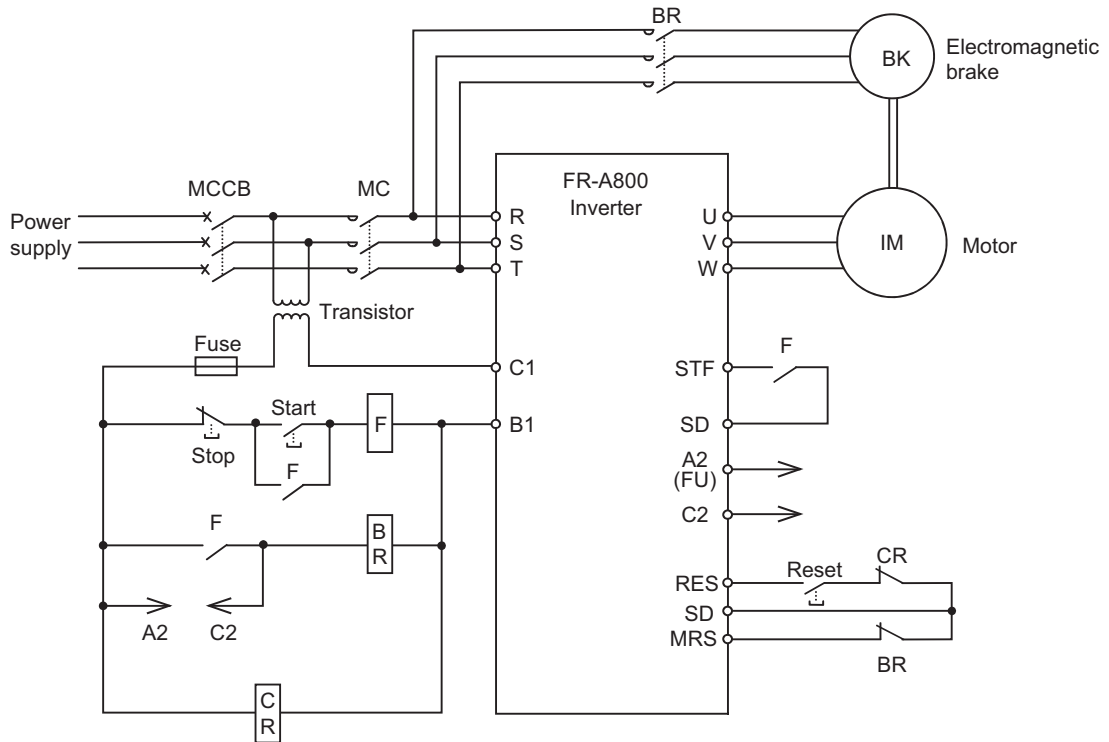 BR
BK
Electromagnetic
brake
FR-A800
Inverter
MCCB
MC
Power
supply
R
S
T
U
V
W
IM
Motor
Transistor
Fuse
C1
STF
F
Start
F
B1
SD
Stop
F
A2
(FU)
C2
F
B
R
RES
Reset
CR
SD
A2
C2
MRS
BR
C
R